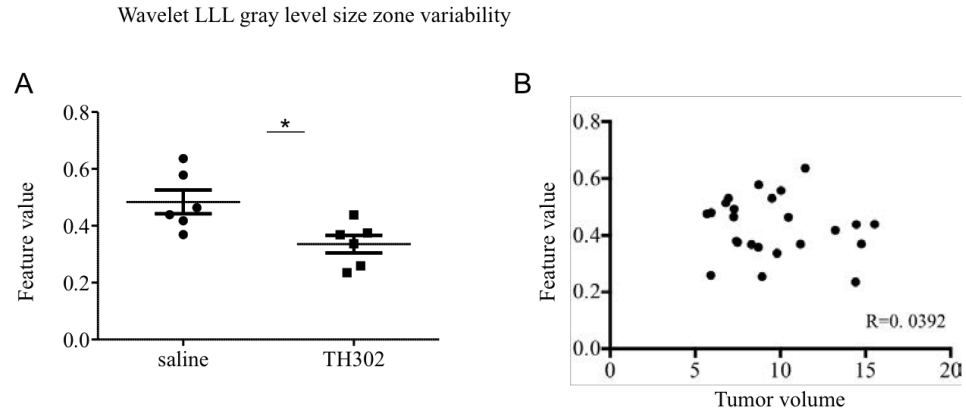 Wavelet LLL gray level size zone variability
A
0.8
0.6
0.4
0.2
0.0
Feature value
*
saline TH302
B
0.8
0.6
0.4
0.2
0.0
Feature value
R=0. 0392
0 5 10 15 20
Tumor volume